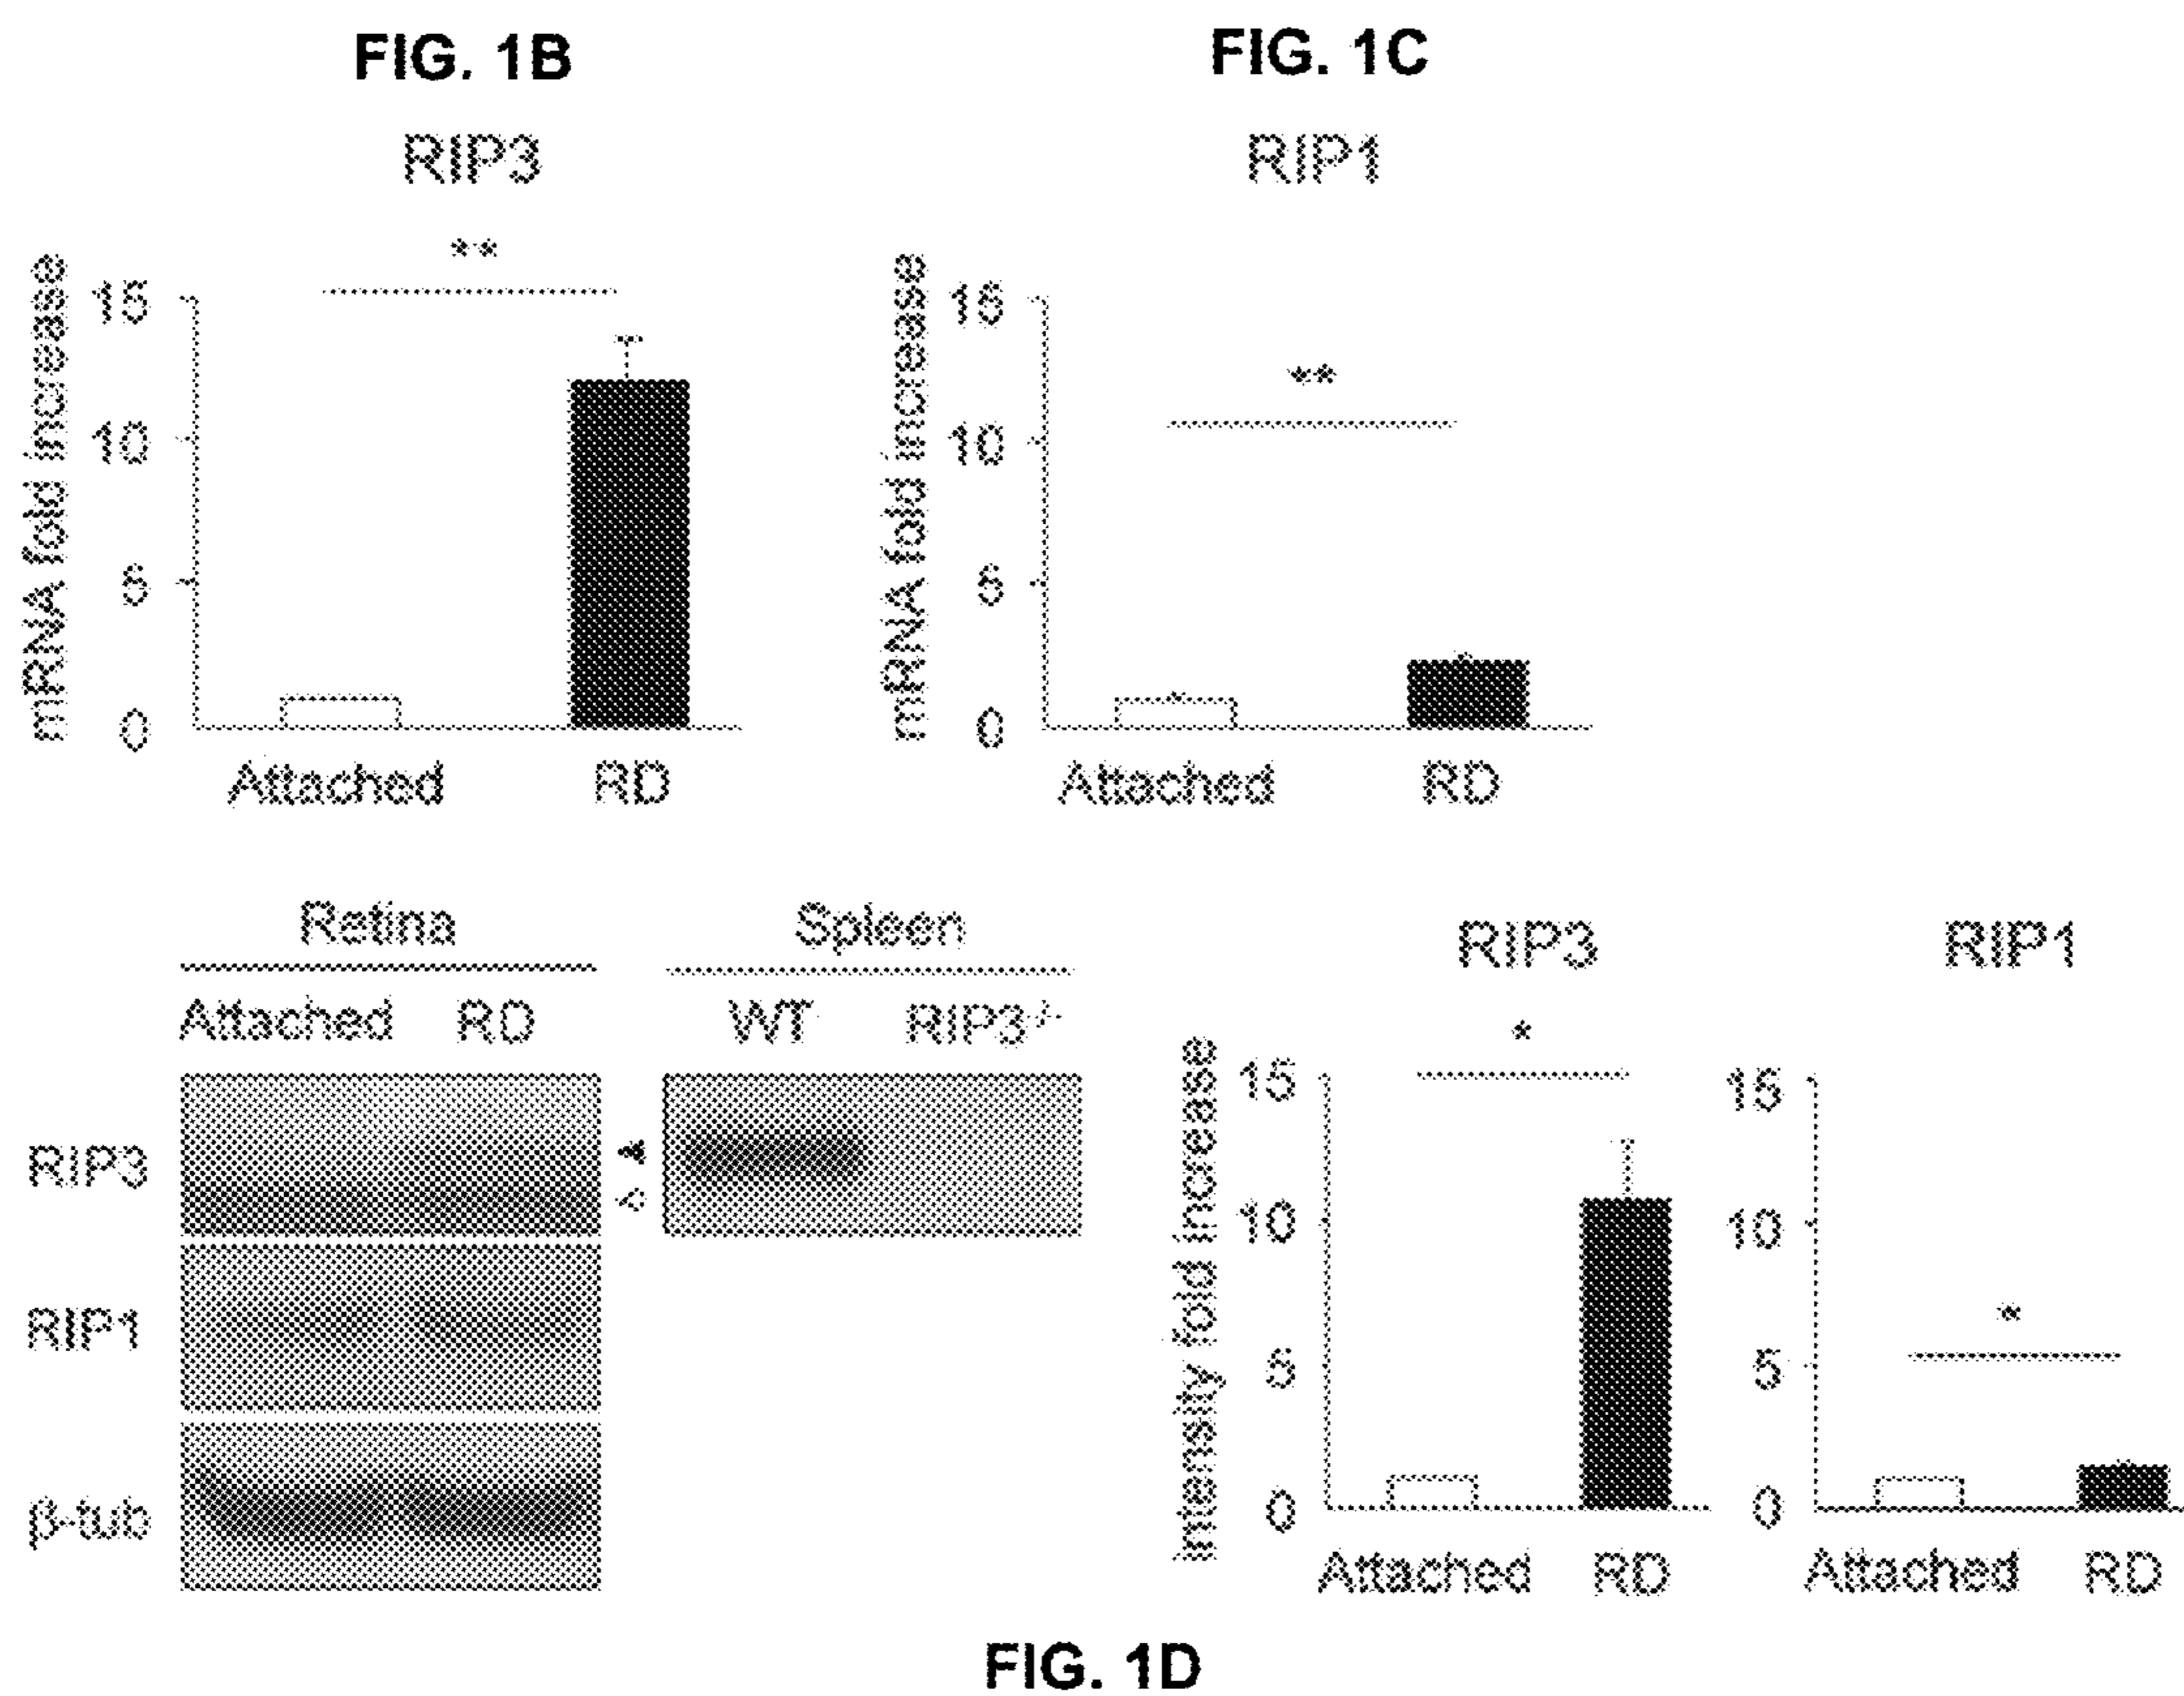 FIG. 1B
RIP3
**
mRNA fold increase
15
10
5
0
Attached RD
FIG. 1C
RIP1
**
mRNA fold increase
15
10
5
0
Attached RD
Retina Spleen
Attached RD WT RIP3-/-
RIP3
RIP1
β-tub
RIP3
*
intensity fold increase
15
10
5
0
Attached RD
RIP1
*
15
10
5
0
Attached RD
FIG. 1D